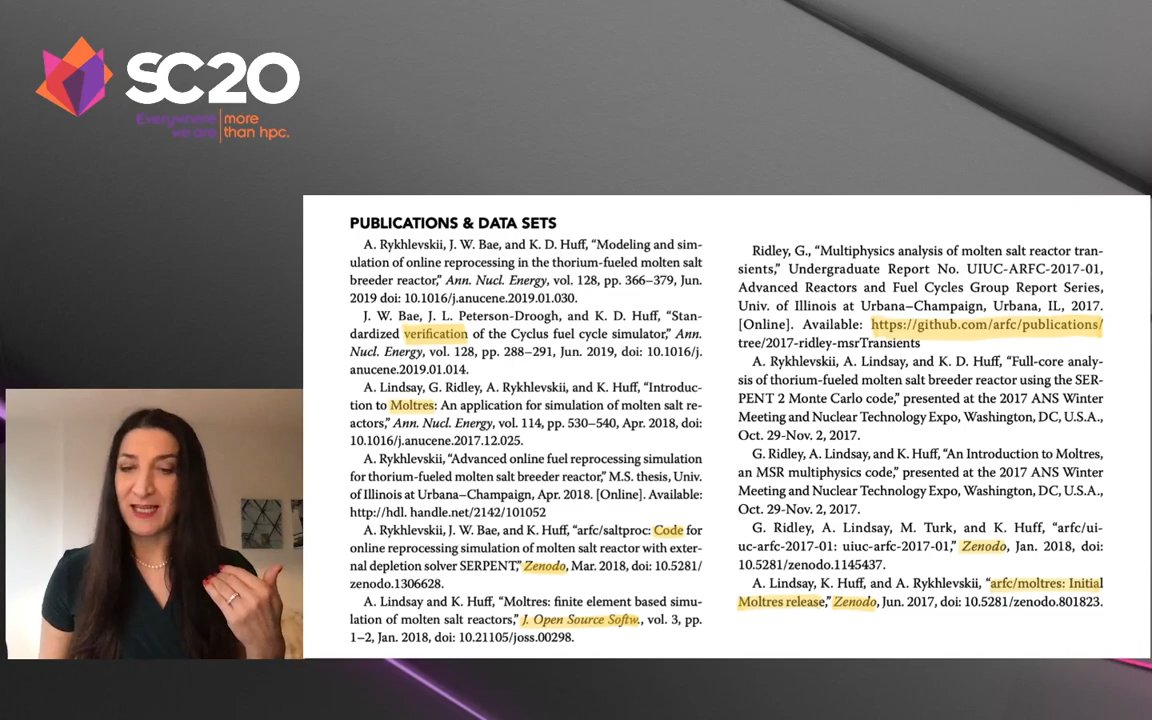 SC20
Everywhere we are | more than hpc.
PUBLICATIONS & DATA SETS
A. Rykhlevskii, J. W. Bae, and K. D. Huff, “Modeling and sim-
ulation of online reprocessing in the thorium-fueled molten salt
breeder reactor,” Ann. Nucl. Energy, vol. 128, pp. 366–379, Jun.
2019 doi: 10.1016/j.anucene.2019.01.030.
J. W. Bae, J. L. Peterson-Droogh, and K. D. Huff, “Stan-
dardized verification of the Cyclus fuel cycle simulator,” Ann.
Nucl. Energy, vol. 128, pp. 288–291, Jun. 2019, doi: 10.1016/j.
anucene.2019.01.014.
A. Lindsay, G. Ridley, A. Rykhlevskii, and K. Huff, “Introduc-
tion to Moltres: An application for simulation of molten salt re-
actors,” Ann. Nucl. Energy, vol. 114, pp. 530–540, Apr. 2018, doi:
10.1016/j.anucene.2017.12.025.
A. Rykhlevskii, “Advanced online fuel reprocessing simulation
for thorium-fueled molten salt breeder reactor,” M.S. thesis, Univ.
of Illinois at Urbana–Champaign, Apr. 2018. [Online]. Available:
http://hdl. handle.net/2142/101052
A. Rykhlevskii, J. W. Bae, and K. Huff, “arfc/saltproc: Code for
online reprocessing simulation of molten salt reactor with exter-
nal depletion solver SERPENT,” Zenodo, Mar. 2018, doi: 10.5281/
zenodo.1306628.
A. Lindsay and K. Huff, “Moltres: finite element based simu-
lation of molten salt reactors,” J. Open Source Softw., vol. 3, pp.
1–2, Jan. 2018, doi: 10.21105/joss.00298.
Ridley, G., “Multiphysics analysis of molten salt reactor tran-
sients,” Undergraduate Report No. UIUC-ARFC-2017-01,
Advanced Reactors and Fuel Cycles Group Report Series,
Univ. of Illinois at Urbana–Champaign, Urbana, IL, 2017.
[Online]. Available: https://github.com/arfc/publications/
tree/2017-ridley-msrTransients
A. Rykhlevskii, A. Lindsay, and K. D. Huff, “Full-core analy-
sis of thorium-fueled molten salt breeder reactor using the SER-
PENT 2 Monte Carlo code,” presented at the 2017 ANS Winter
Meeting and Nuclear Technology Expo, Washington, DC, U.S.A.,
Oct. 29-Nov. 2, 2017.
G. Ridley, A. Lindsay, and K. Huff, “An Introduction to Moltres,
an MSR multiphysics code,” presented at the 2017 ANS Winter
Meeting and Nuclear Technology Expo, Washington, DC, U.S.A.,
Oct. 29-Nov. 2, 2017.
G. Ridley, A. Lindsay, M. Turk, and K. Huff, “arfc/ui-
uc-arfc-2017-01: uiuc-arfc-2017-01,” Zenodo, Jan. 2018, doi:
10.5281/zenodo.1145437.
A. Lindsay, K. Huff, and A. Rykhlevskii, “arfc/moltres: Initial
Moltres release,” Zenodo, Jun. 2017, doi: 10.5281/zenodo.801823.